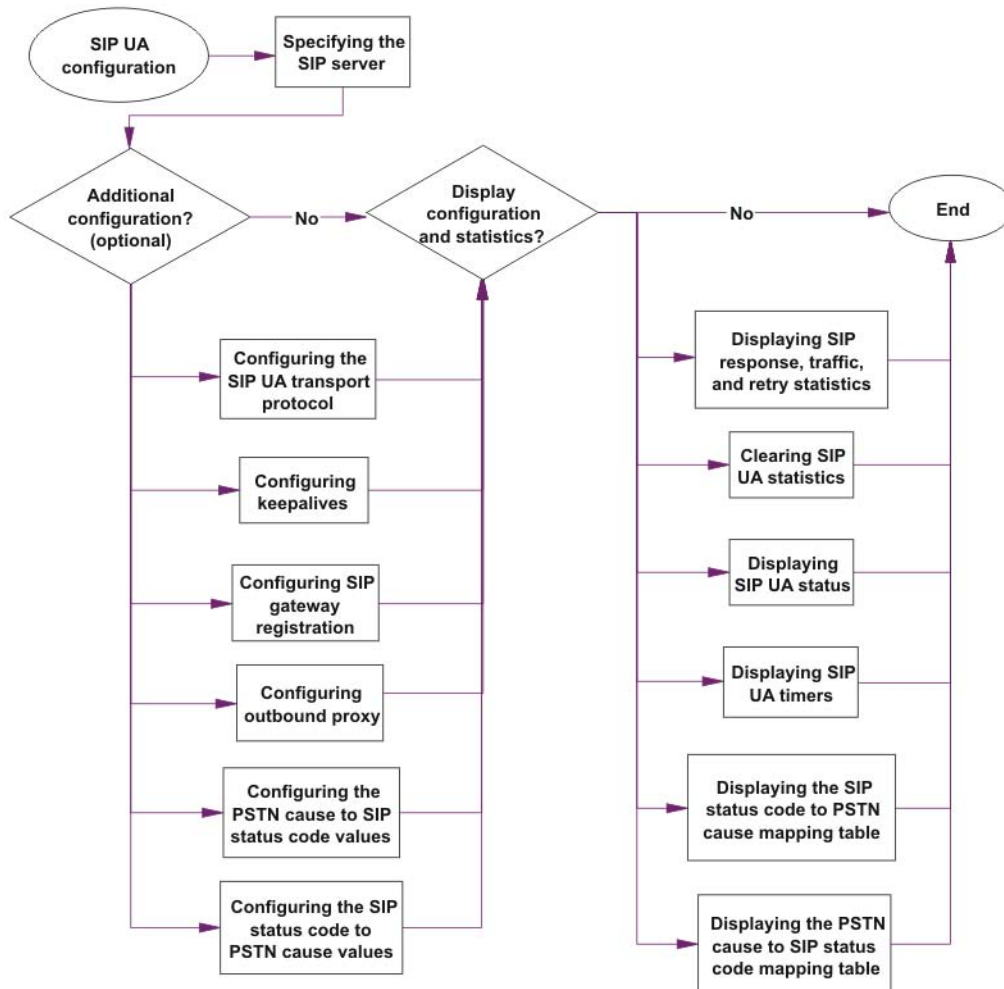 SIP UA
configuration
Specifying the
SIP server
Additional
configuration?
(optional)
No
Display
configuration
and statistics?
No
End
Configuring the
SIP UA transport
protocol
Configuring
keepalives
Configuring SIP
gateway
registration
Configuring
outbound proxy
Configuring the
PSTN cause to SIP
status code values
Configuring the SIP
status code to
PSTN cause values
Displaying SIP
response, traffic,
and retry statistics
Clearing SIP
UA statistics
Displaying
SIP UA status
Displaying SIP
UA timers
Displaying the SIP
status code to PSTN
cause mapping table
Displaying the PSTN
cause to SIP status
code mapping table